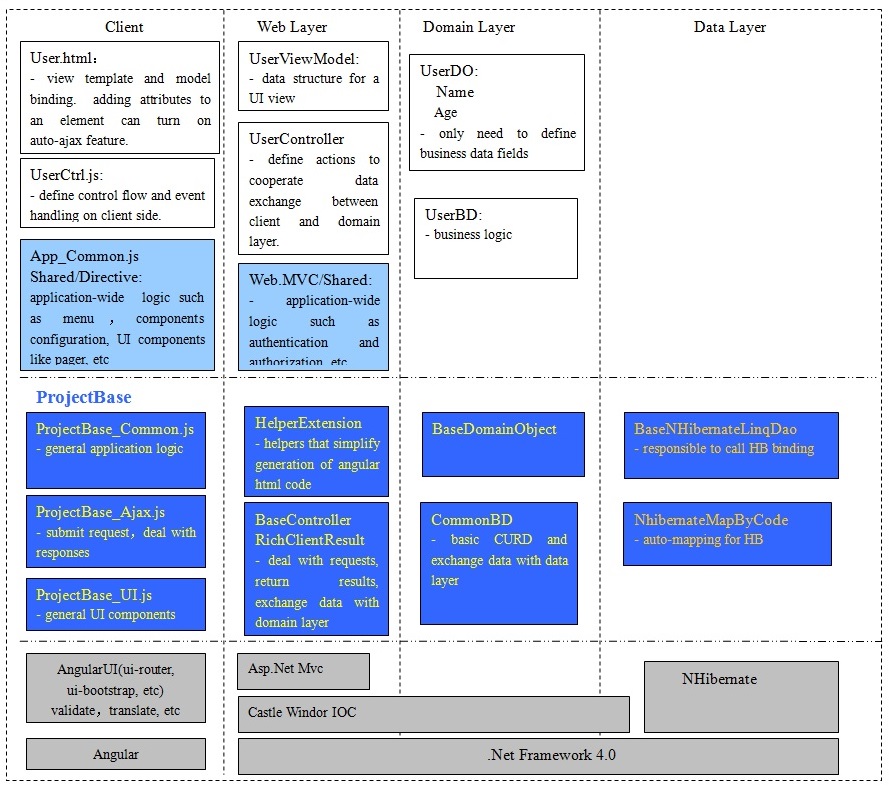 Client
Web Layer
Domain Layer
Data Layer
User.html：
- view template and model
binding. adding attributes to
an element can turn on
auto-ajax feature.
UserCtrl.js:
- define control flow and event
handling on client side.
App_Common.js
Shared/Directive:
application-wide logic such
as menu ， components
configuration, UI components
like pager, etc
UserViewModel:
- data structure for a
UI view
UserController
- define actions to
cooperate data
exchange between
client and domain
layer.
Web.MVC/Shared:
- application-wide
logic such as
authentication and
authorization, etc
UserDO:
Name
Age
- only need to define
business data fields
UserBD:
- business logic
ProjectBase
ProjectBase_Common.js
- general application logic
ProjectBase_Ajax.js
- submit request，deal with
responses
ProjectBase_UI.js
- general UI components
HelperExtension
- helpers that simplify
generation of angular
html code
BaseController
RichClientResult
- deal with requests,
return results,
exchange data with
domain layer
BaseDomainObject
CommonBD
- basic CURD and
exchange data with data
layer
BaseNHibernateLinqDao
- responsible to call HB binding
NhibernateMapByCode
- auto-mapping for HB
AngularUI(ui-router,
ui-bootstrap, etc)
validate，translate, etc
Angular
Asp.Net Mvc
Castle Windor IOC
NHibernate
.Net Framework 4.0